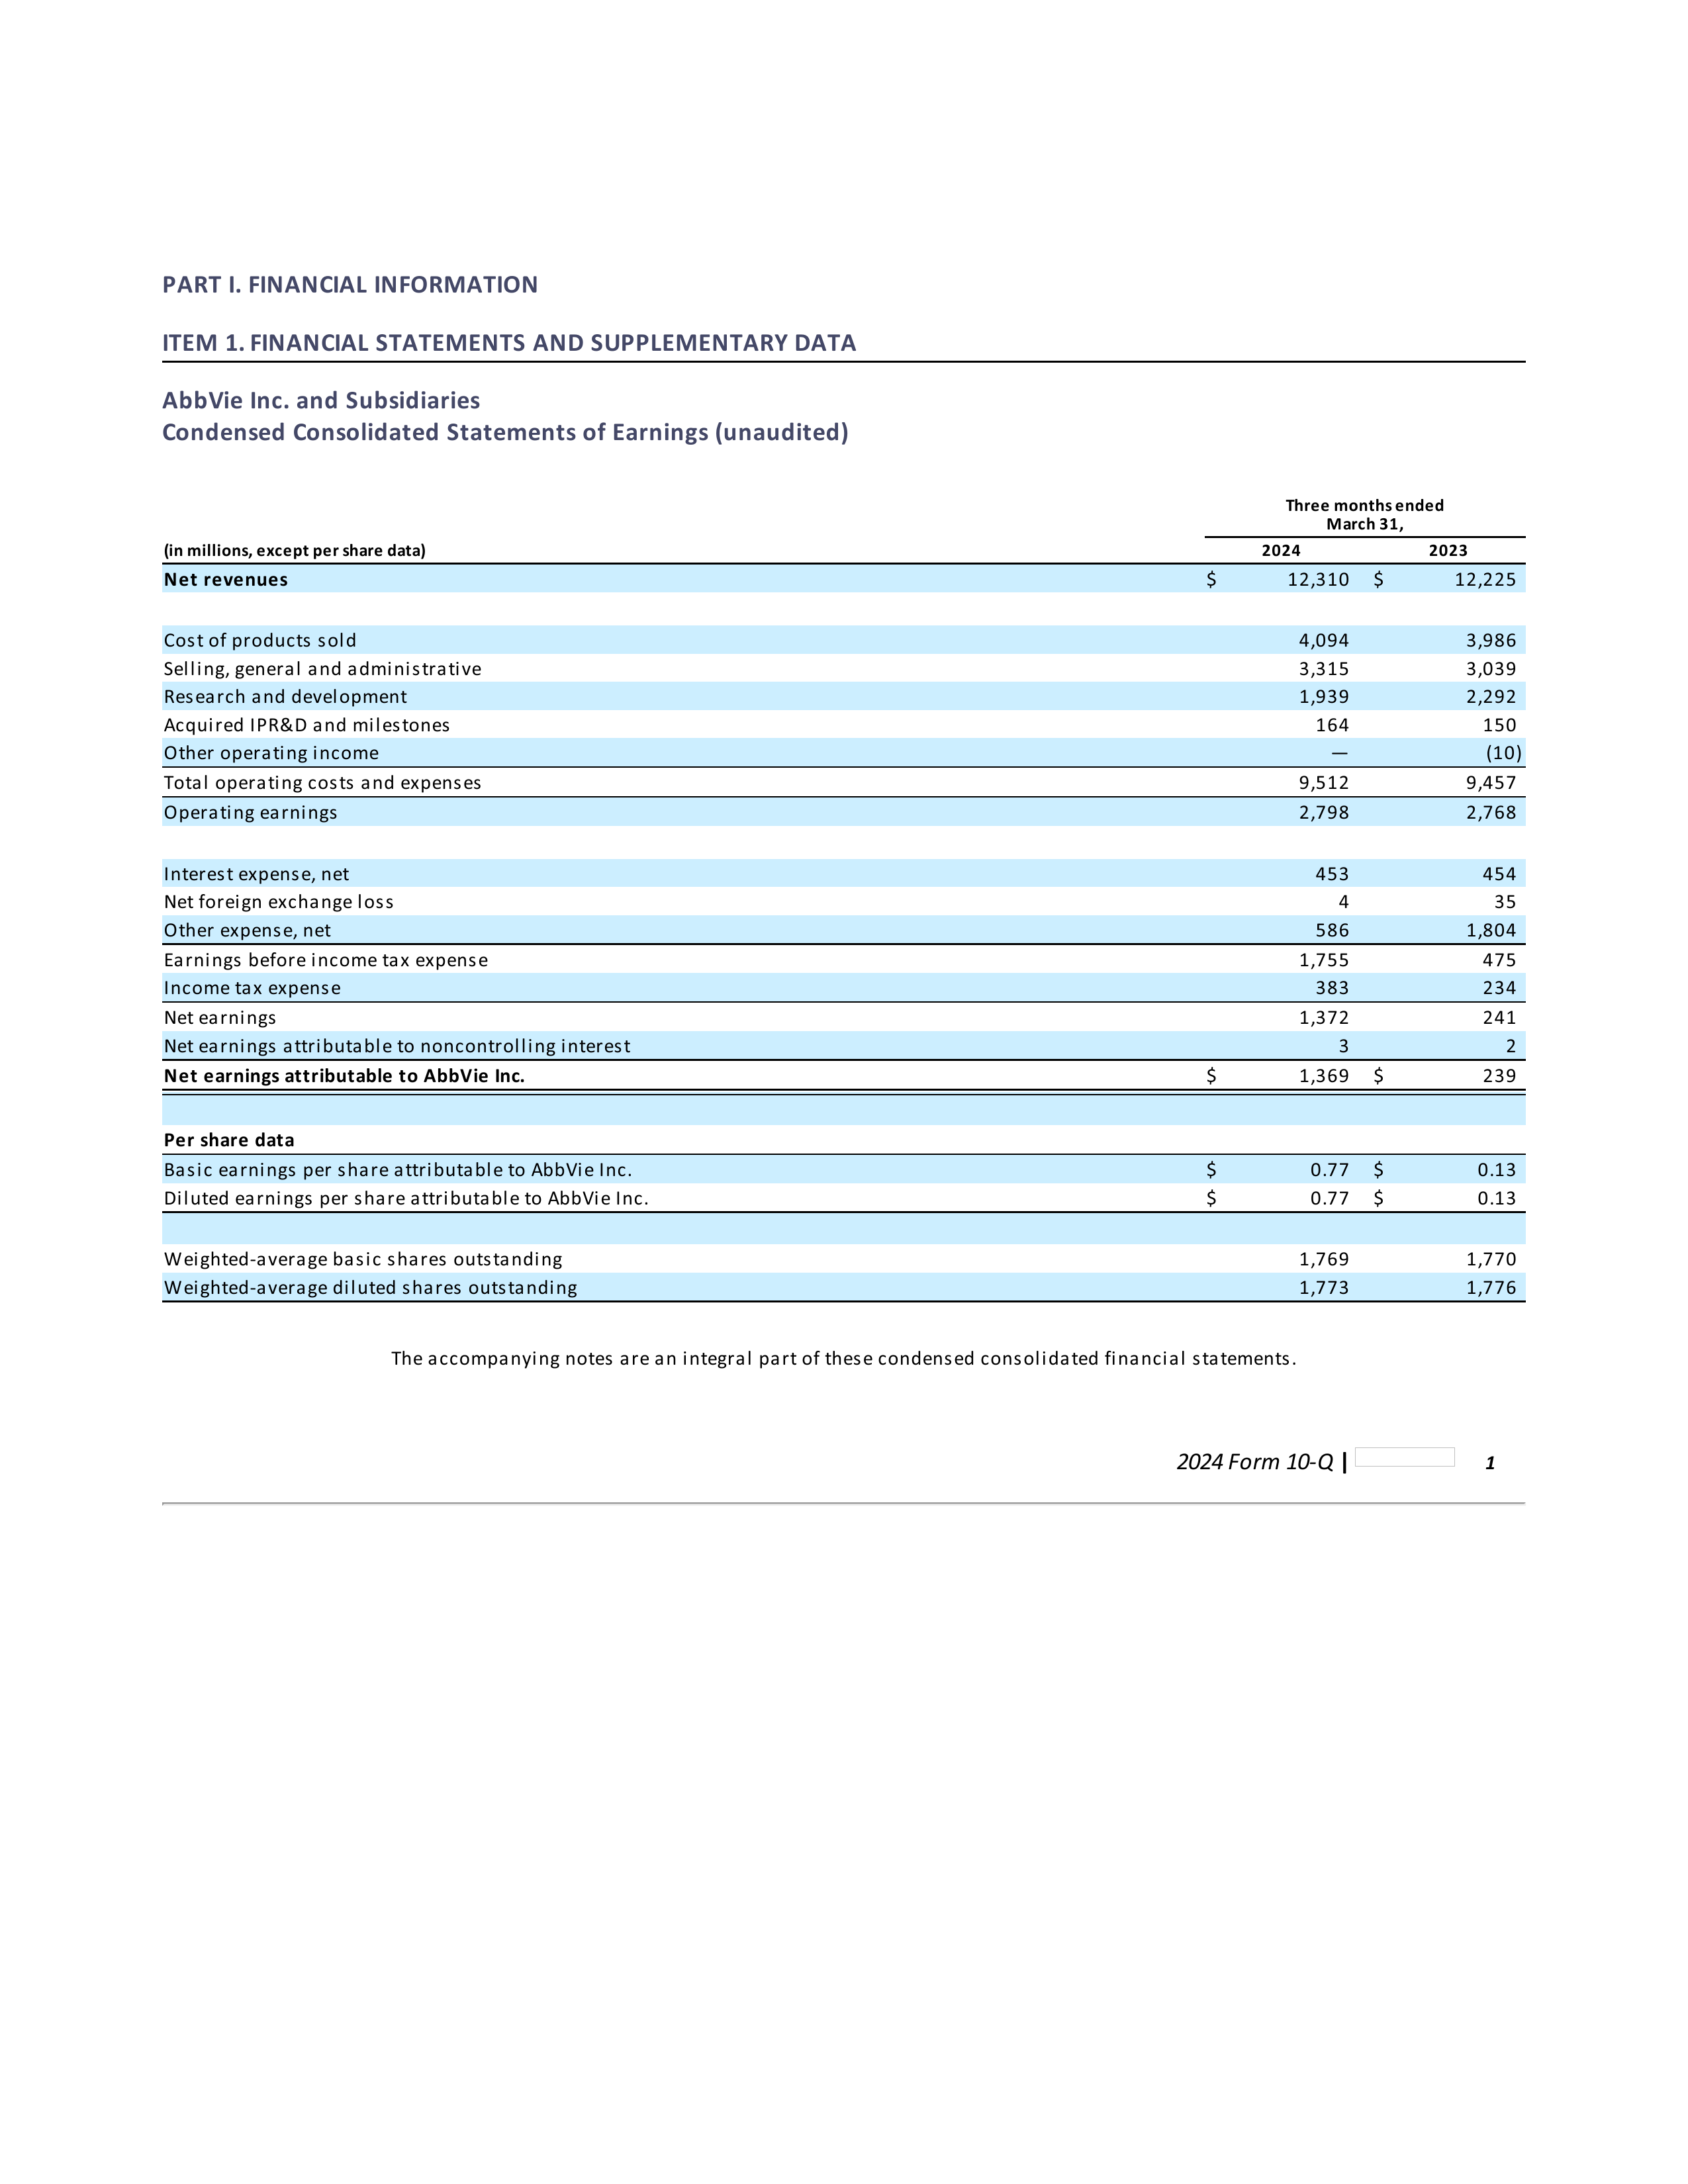 PART I. FINANCIAL INFORMATION
ITEM 1. FINANCIAL STATEMENTS AND SUPPLEMENTARY DATA
AbbVie Inc. and Subsidiaries
Condensed Consolidated Statements of Earnings (unaudited)
Three months ended
March 31,
(in millions, except per share data) 2024 2023
Net revenues $ 12,310 $ 12,225
Cost of products sold 4,094 3,986
Selling, general and administrative 3,315 3,039
Research and development 1,939 2,292
Acquired IPR&D and milestones 164 150
Other operating income — (10)
Total operating costs and expenses 9,512 9,457
Operating earnings 2,798 2,768
Interest expense, net 453 454
Net foreign exchange loss 4 35
Other expense, net 586 1,804
Earnings before income tax expense 1,755 475
Income tax expense 383 234
Net earnings 1,372 241
Net earnings attributable to noncontrolling interest 3 2
Net earnings attributable to AbbVie Inc. $ 1,369 $ 239
Per share data
Basic earnings per share attributable to AbbVie Inc. $ 0.77 $ 0.13
Diluted earnings per share attributable to AbbVie Inc. $ 0.77 $ 0.13
Weighted-average basic shares outstanding 1,769 1,770
Weighted-average diluted shares outstanding 1,773 1,776
The accompanying notes are an integral part of these condensed consolidated financial statements.
2024 Form 10-Q | 1